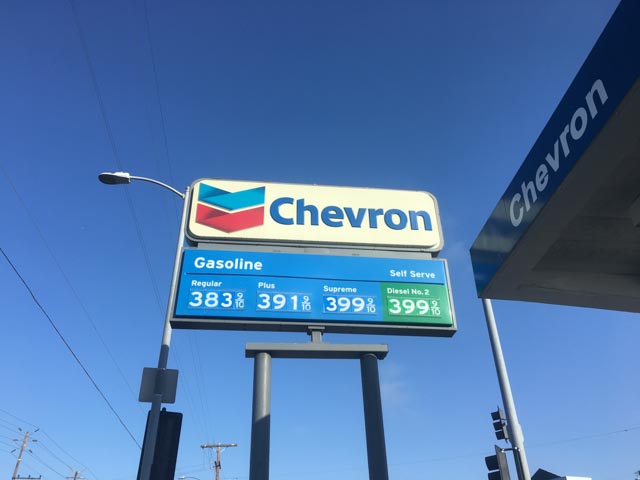 Chevron
Gasoline
Self Serve
Regular
383 9/10
Plus
391 9/10
Supreme
399 9/10
Diesel No. 2
399 9/10
Chevron